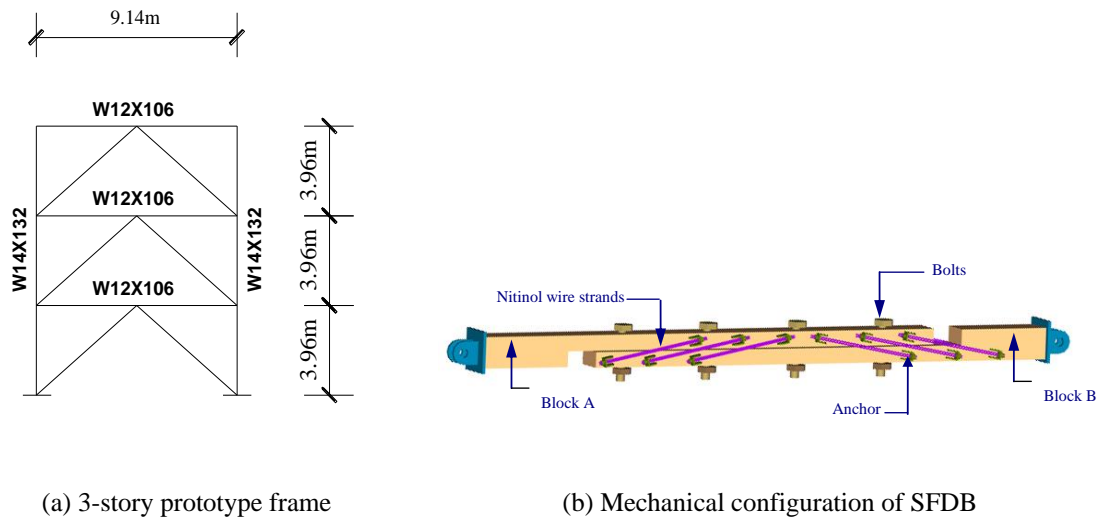 9.14m
W12X106
3.96m
W12X106
W14X132
W14X132
3.96m
W12X106
3.96m
Bolts
Nitinol wire strands
Block A
Anchor
Block B
(a) 3-story prototype frame
(b) Mechanical configuration of SFDB